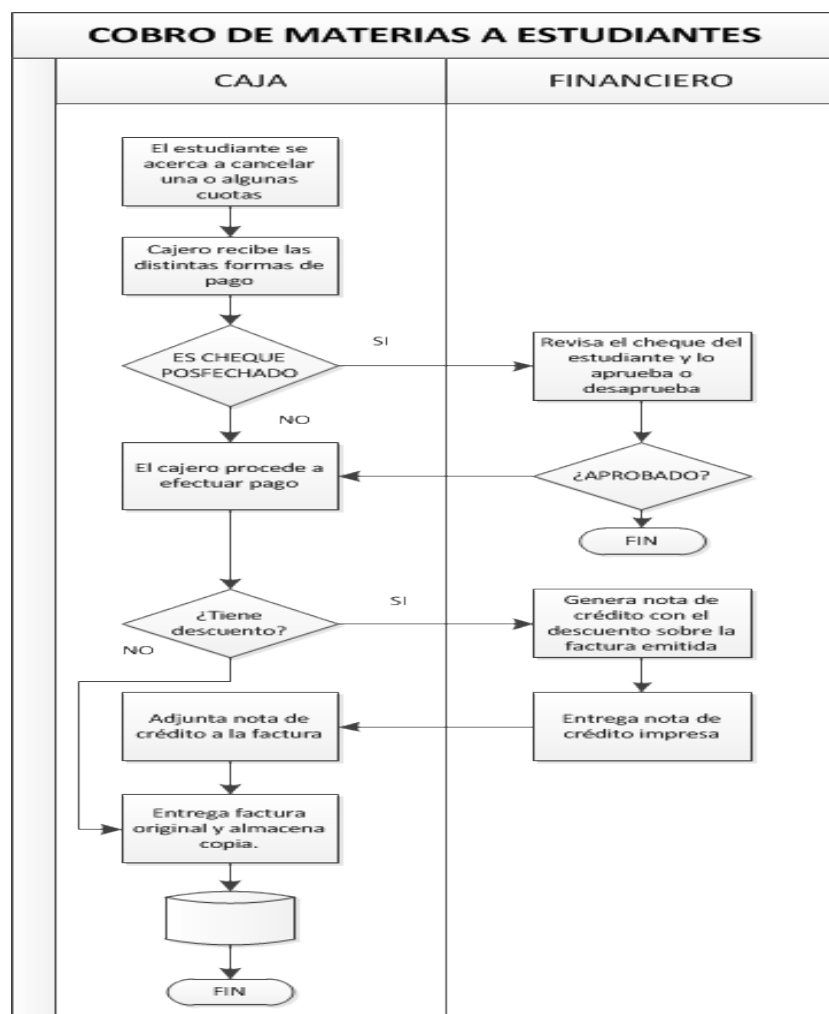 COBRO DE MATERIAS A ESTUDIANTES
CAJA
FINANCIERO
El estudiante se
acerca a cancelar
una o algunas
cuotas
Cajero recibe las
distintas formas de
pago
ES CHEQUE
POSFECHADO
SI
Revisa el cheque del
estudiante y lo
aprueba o
desaprueba
NO
El cajero procede a
efectuar pago
¿APROBADO?
FIN
¿Tiene
descuento?
SI
Genera nota de
crédito con el
descuento sobre la
factura emitida
NO
Adjunta nota de
crédito a la factura
Entrega nota de
crédito impresa
Entrega factura
original y almacena
copia.
FIN